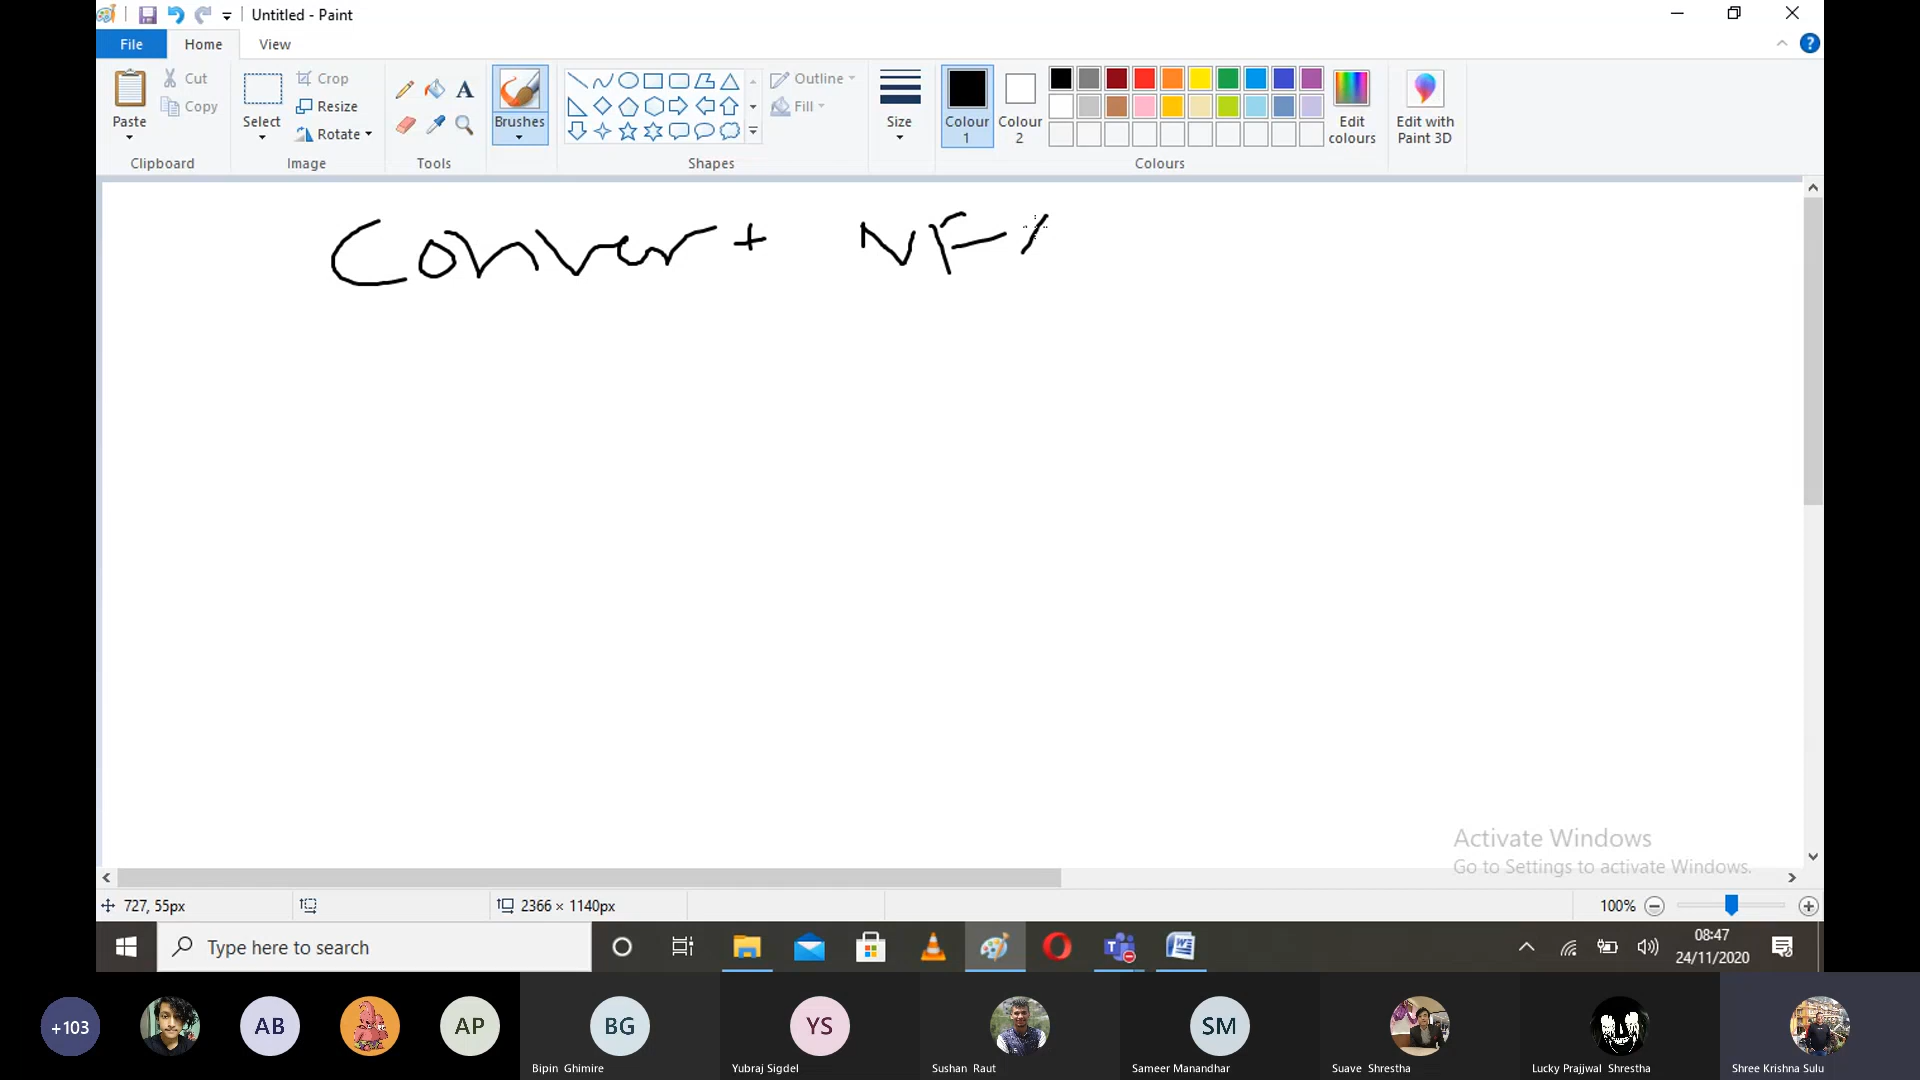 Untitled - Paint
File Home View
Paste Cut Copy Clipboard
Select Crop Resize Rotate Image
Tools
Brushes
Shapes
Outline Fill
Size
Colour 1
Colour 2
Edit colours
Colours
Edit with Paint 3D
Convert NF
Activate Windows
Go to Settings to activate Windows.
727, 55px
2366 × 1140px
100%
Type here to search
08:47
24/11/2020
+103
AB
AP
BG
YS
SM
Bipin Ghimire
Yubraj Sigdel
Sushan Raut
Sameer Manandhar
Suave Shrestha
Lucky Prajjwal Shrestha
Shree Krishna Sulu